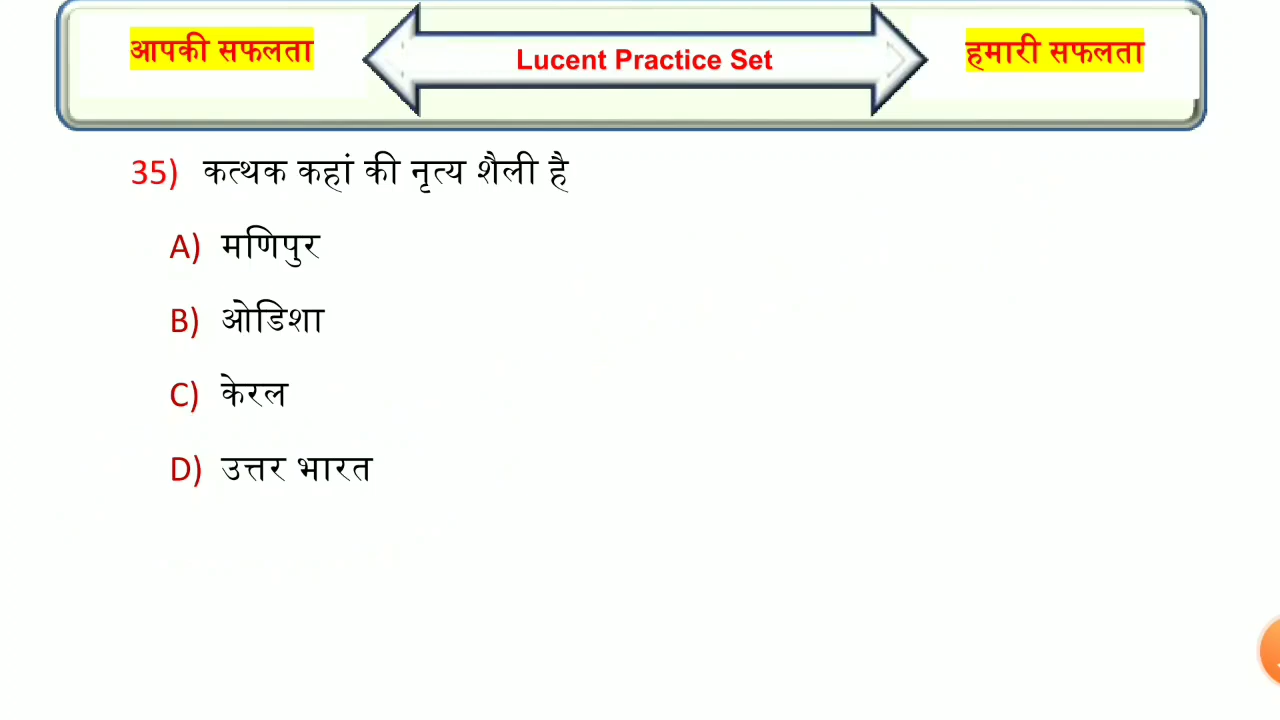 आपकी सफलता
Lucent Practice Set
हमारी सफलता
35) कत्थक कहां की नृत्य शैली है
A) मणिपुर
B) ओडिशा
C) केरल
D) उत्तर भारत